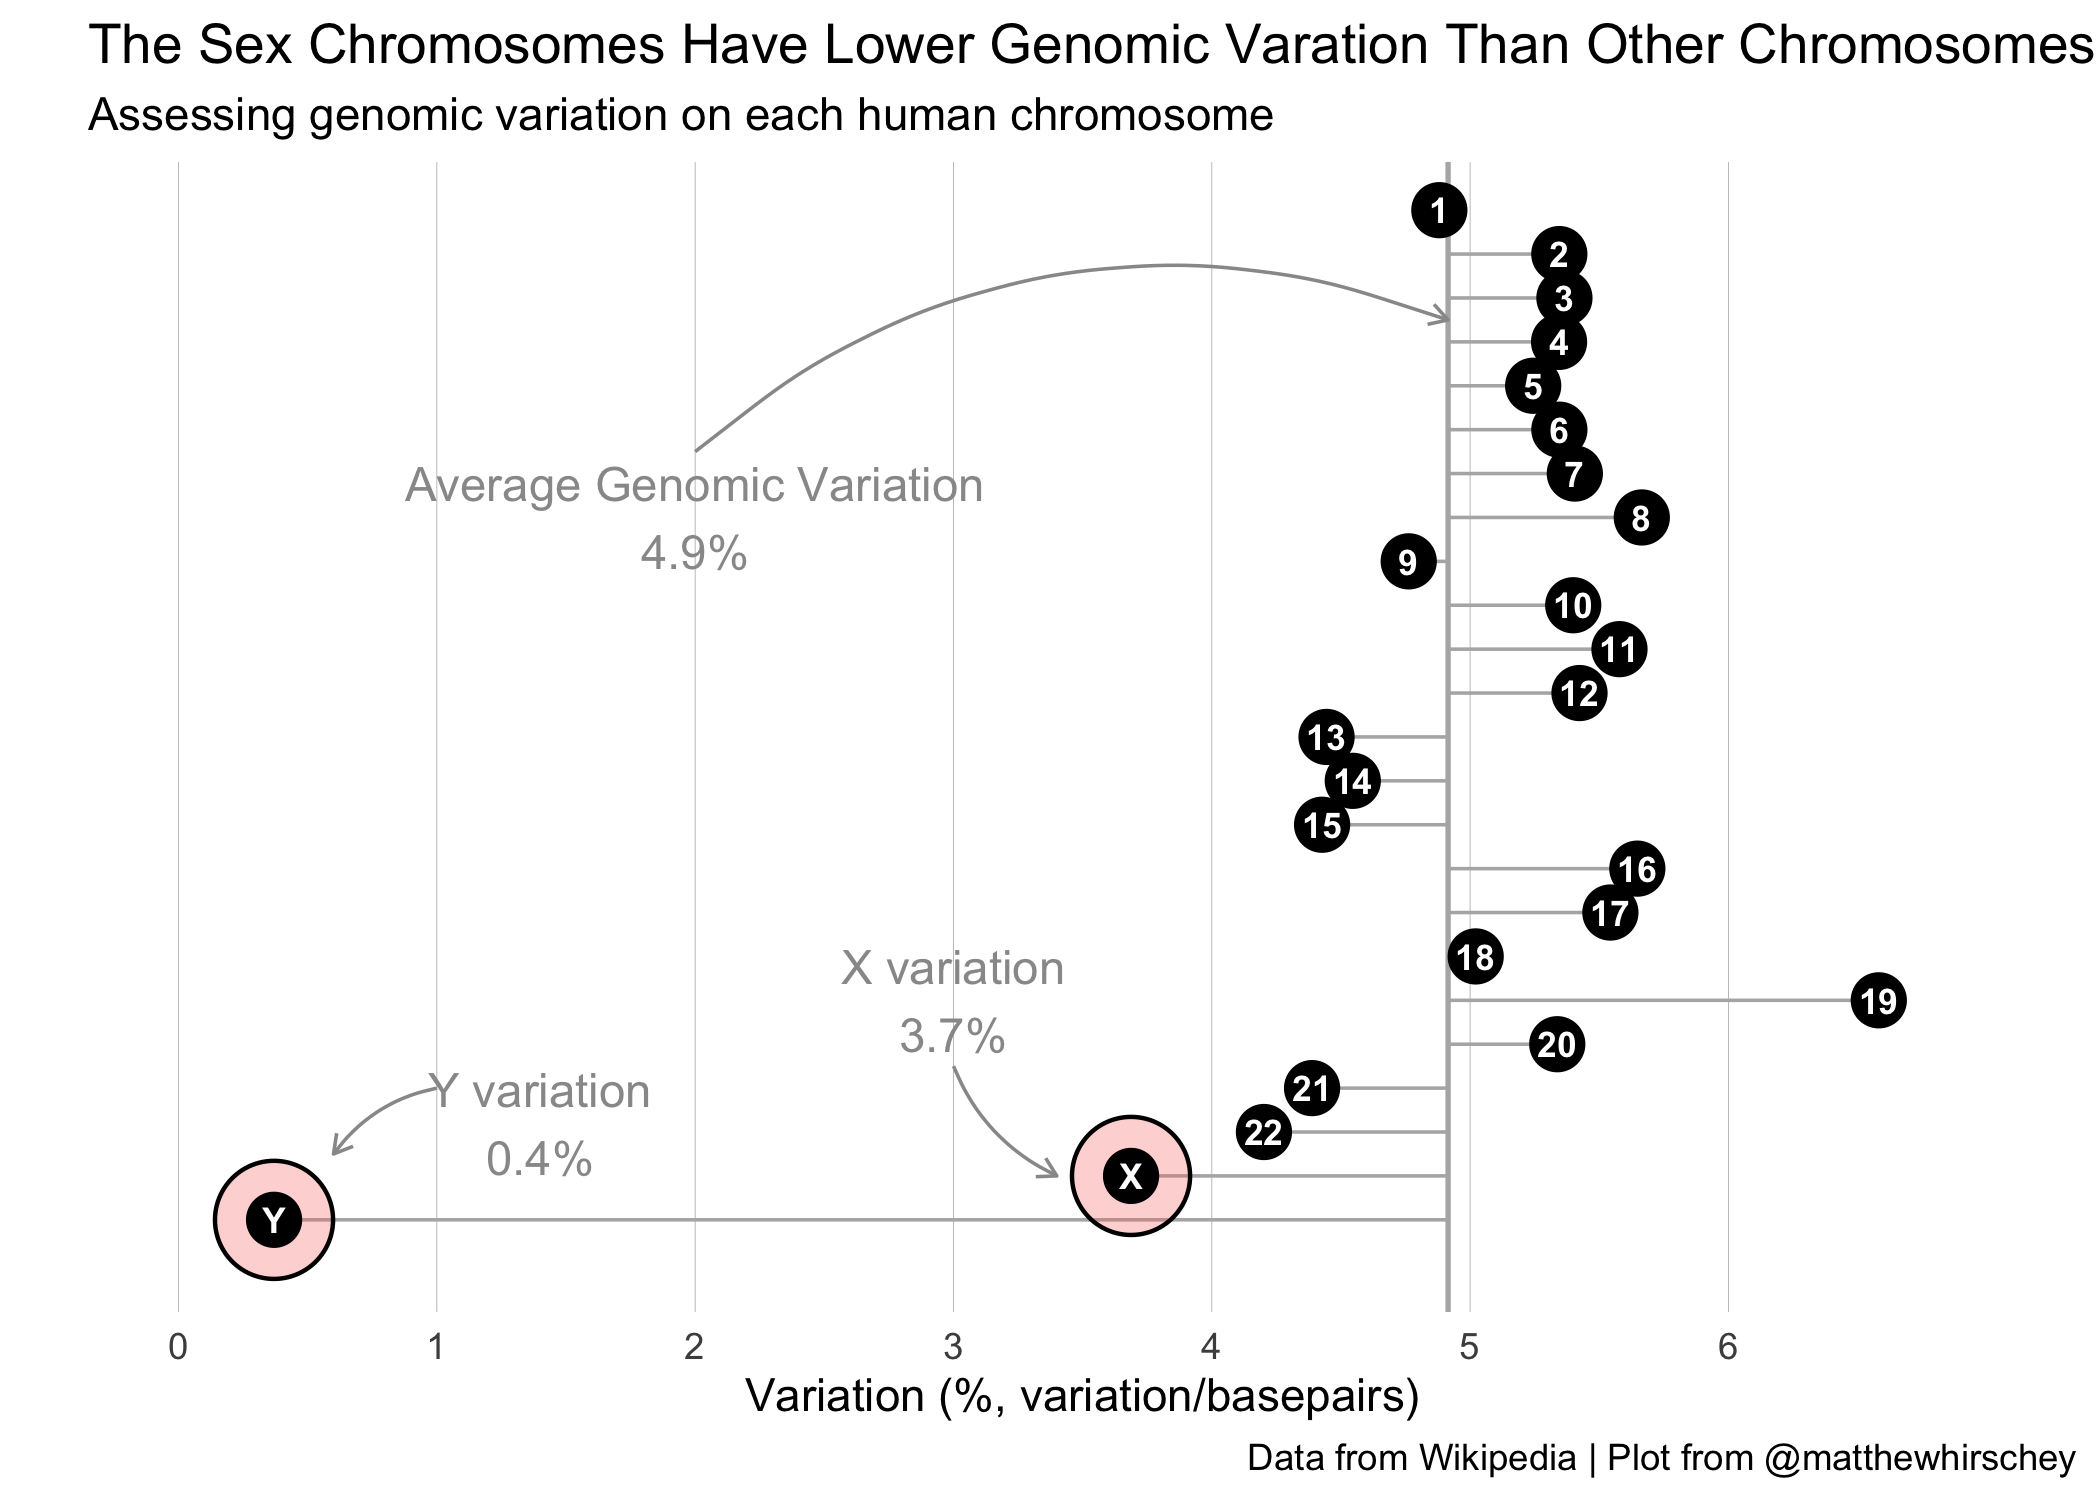 The Sex Chromosomes Have Lower Genomic Varation Than Other Chromosomes
Assessing genomic variation on each human chromosome
1
2
3
4
5
6
7
Average Genomic Variation
4.9%
8
9
10
11
12
13
14
15
16
17
18
X variation
3.7%
19
20
Y variation
0.4%
21
22
X
Y
0 1 2 3 4 5 6
Variation (%, variation/basepairs)
Data from Wikipedia | Plot from @matthewhirschey